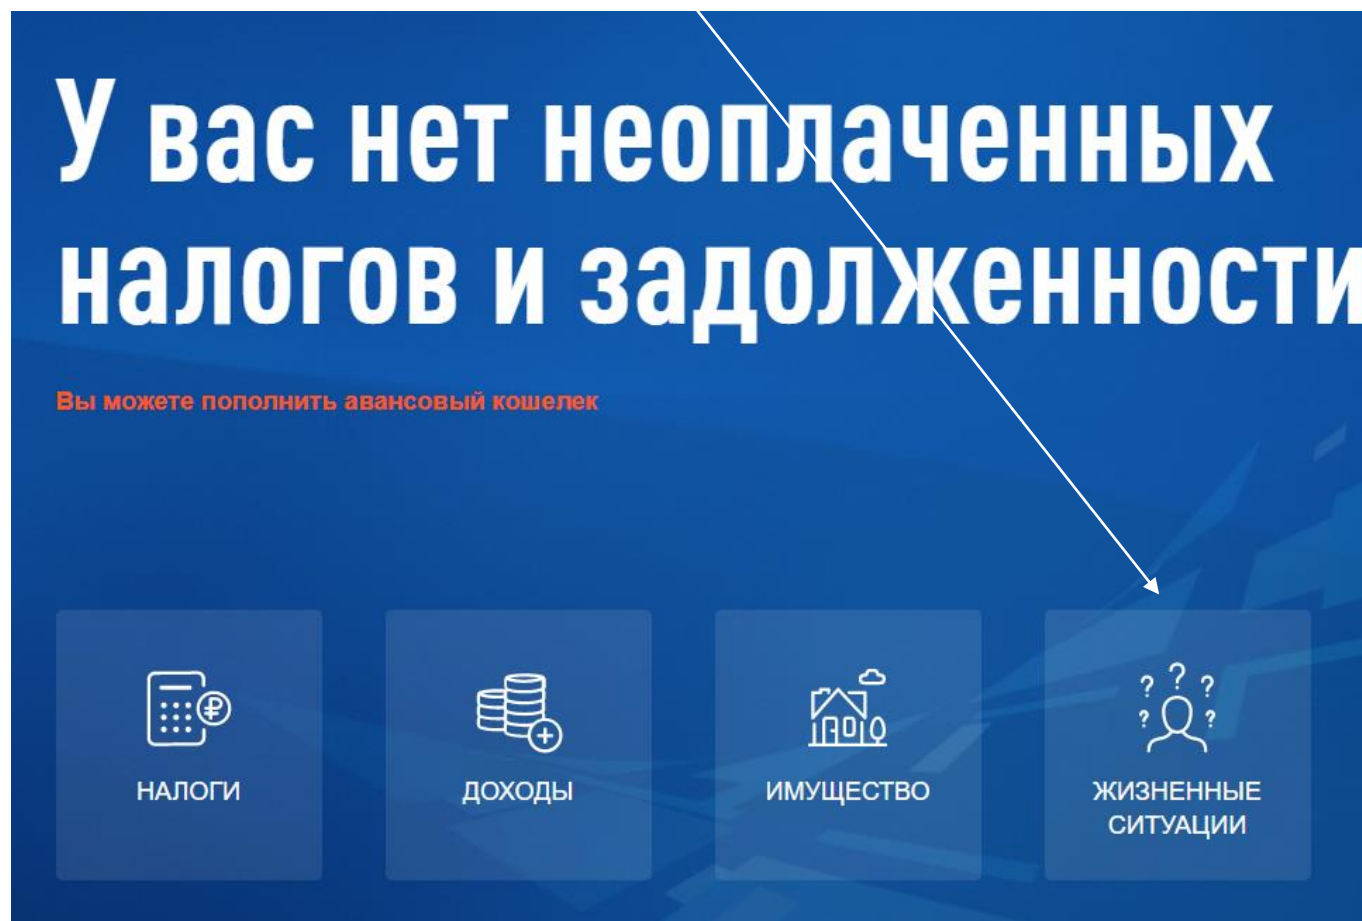 У вас нет неоплаченных
налогов и задолженности
Вы можете пополнить авансовый кошелек
НАЛОГИ
ДОХОДЫ
ИМУЩЕСТВО
ЖИЗНЕННЫЕ
СИТУАЦИИ